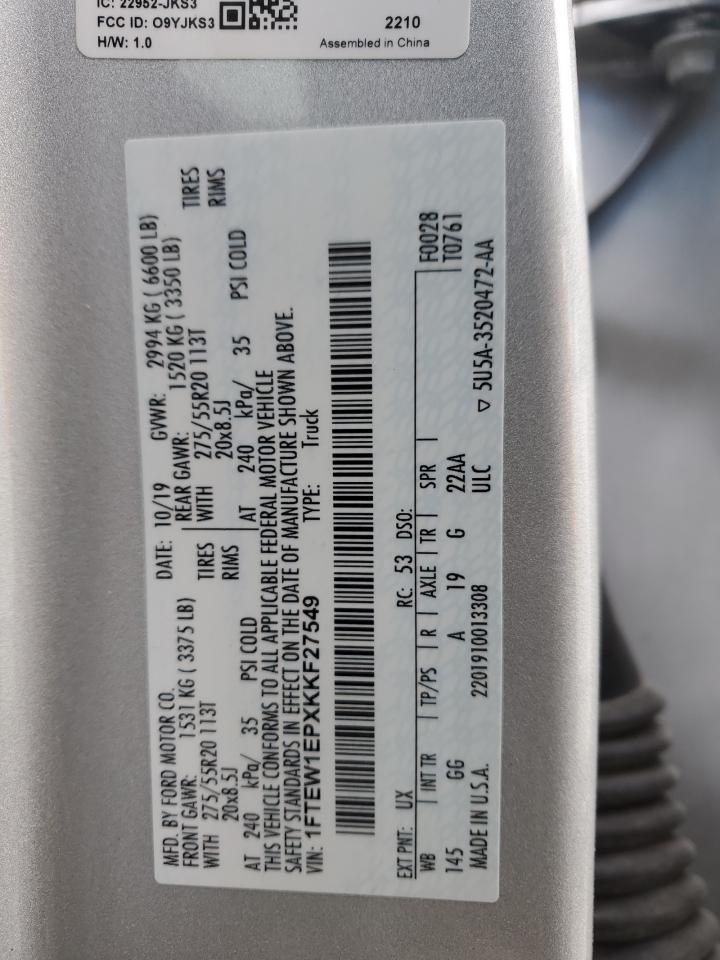 IC: 22952-JKS3
FCC ID: O9YJKS3
2210
H/W: 1.0
Assembled in China
MFD. BY FORD MOTOR CO.
DATE: 10/19 GVWR: 2994 KG ( 6600 LB)
FRONT GAWR: 1531 KG ( 3375 LB)
REAR GAWR: 1520 KG ( 3350 LB)
WITH 275/55R20 113T TIRES
WITH 275/55R20 113T TIRES
20x8.5J RIMS
20x8.5J RIMS
AT 240 kPa/ 35 PSI COLD
AT 240 kPa/ 35 PSI COLD
THIS VEHICLE CONFORMS TO ALL APPLICABLE FEDERAL MOTOR VEHICLE
SAFETY STANDARDS IN EFFECT ON THE DATE OF MANUFACTURE SHOWN ABOVE.
VIN: 1FTEW1EPXKKF27549 TYPE: Truck
EXT PNT: UX RC: 53 DSO: F0028
WB INT TR TP/PS R AXLE TR SPR T0761
145 GG A 19 G 22AA
MADE IN U.S.A. 2201910013308 ULC ▽ 5U5A-3520472-AA